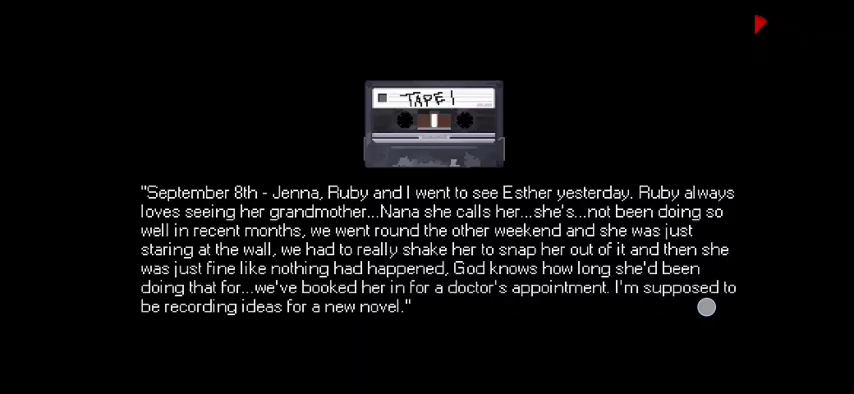 TAPE 1
"September 8th - Jenna, Ruby and I went to see Esther yesterday. Ruby always
loves seeing her grandmother...Nana she calls her...she's...not been doing so
well in recent months, we went round the other weekend and she was just
staring at the wall, we had to really shake her to snap her out of it and then she
was just fine like nothing had happened, God knows how long she'd been
doing that for...we've booked her in for a doctor's appointment. I'm supposed to
be recording ideas for a new novel."